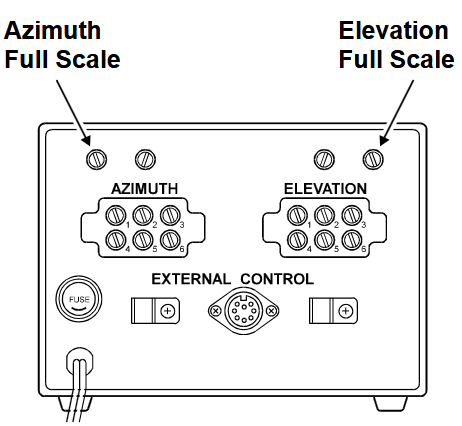 Azimuth
Full Scale
Elevation
Full Scale
AZIMUTH
1 2 3
4 5 6
ELEVATION
1 2 3
4 5 6
EXTERNAL CONTROL
FUSE